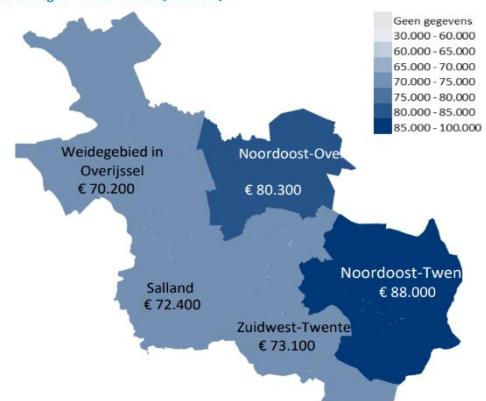 Geen gegevens
30.000 - 60.000
60.000 - 65.000
65.000 - 70.000
70.000 - 75.000
75.000 - 80.000
80.000 - 85.000
85.000 - 100.000
Weidegebied in
Overijssel
€ 70.200
Noordoost-Over
€ 80.300
Noordoost-Twen
€ 88.000
Salland
€ 72.400
Zuidwest-Twente
€ 73.100